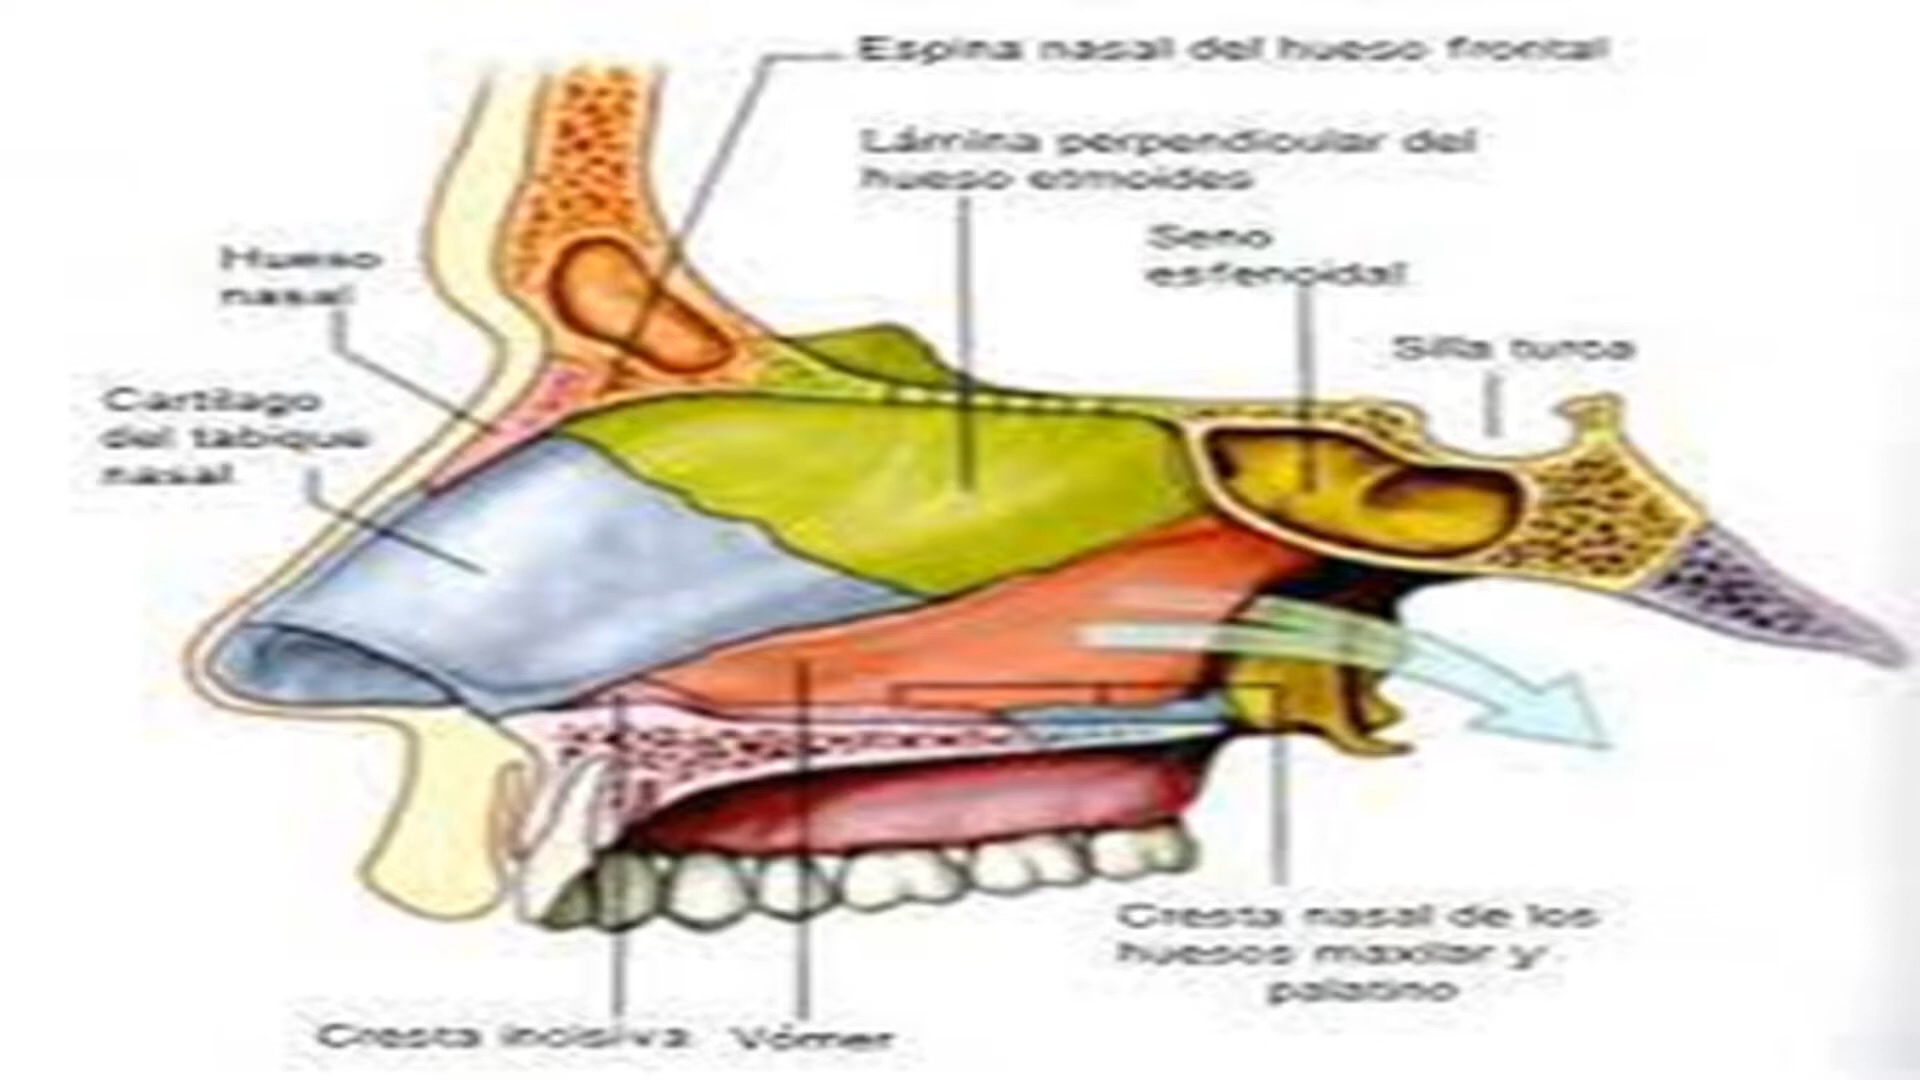 Espina nasal del hueso frontal
Lámina perpendicular del
hueso etmoides
Seno
esfenoidal
Hueso
nasal
Silla turca
Cartílago
del tabique
nasal
Cresta nasal de los
huesos maxilar y
palatino
Cresta incisiva
Vómer